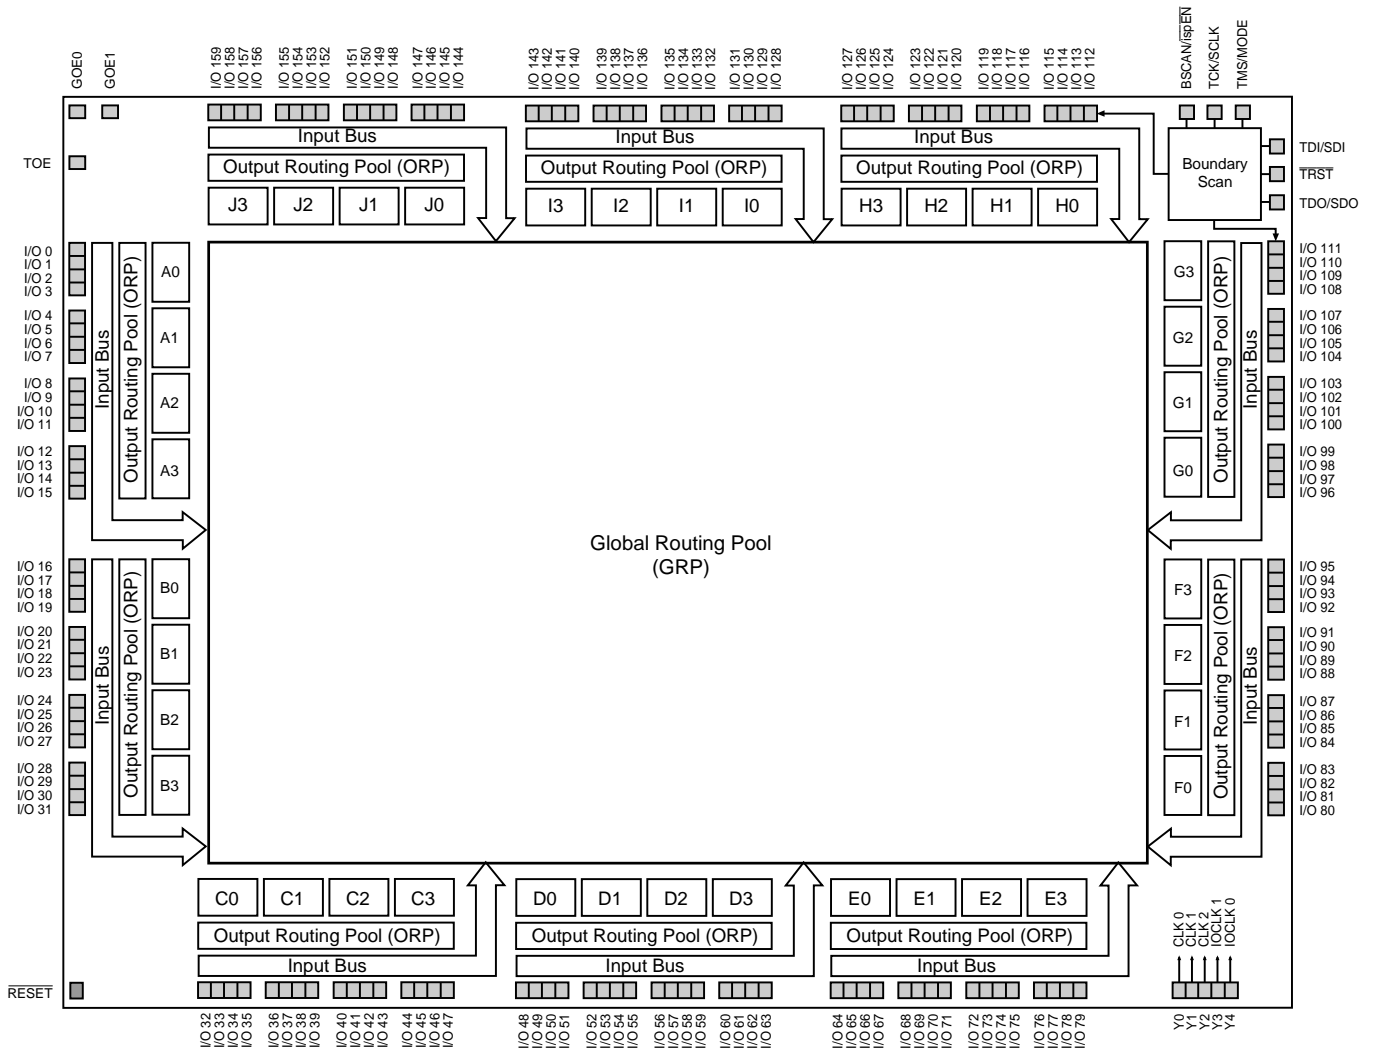 GOE0
GOE1
I/O 159
I/O 158
I/O 157
I/O 156
I/O 155
I/O 154
I/O 153
I/O 152
I/O 151
I/O 150
I/O 149
I/O 148
I/O 147
I/O 146
I/O 145
I/O 144
I/O 143
I/O 142
I/O 141
I/O 140
I/O 139
I/O 138
I/O 137
I/O 136
I/O 135
I/O 134
I/O 133
I/O 132
I/O 131
I/O 130
I/O 129
I/O 128
I/O 127
I/O 126
I/O 125
I/O 124
I/O 123
I/O 122
I/O 121
I/O 120
I/O 119
I/O 118
I/O 117
I/O 116
I/O 115
I/O 114
I/O 113
I/O 112
BSCAN/ispEN
TCK/SCLK
TMS/MODE
Input Bus
Input Bus
Input Bus
TOE
Output Routing Pool (ORP)
Output Routing Pool (ORP)
Output Routing Pool (ORP)
Boundary
Scan
TDI/SDI
TRST
TDO/SDO
J3
J2
J1
J0
I3
I2
I1
I0
H3
H2
H1
H0
I/O 0
I/O 1
I/O 2
I/O 3
I/O 4
I/O 5
I/O 6
I/O 7
I/O 8
I/O 9
I/O 10
I/O 11
I/O 12
I/O 13
I/O 14
I/O 15
Input Bus
Output Routing Pool (ORP)
A0
A1
A2
A3
I/O 16
I/O 17
I/O 18
I/O 19
I/O 20
I/O 21
I/O 22
I/O 23
I/O 24
I/O 25
I/O 26
I/O 27
I/O 28
I/O 29
I/O 30
I/O 31
Input Bus
Output Routing Pool (ORP)
B0
B1
B2
B3
Global Routing Pool
(GRP)
G3
G2
G1
G0
Output Routing Pool (ORP)
Input Bus
I/O 111
I/O 110
I/O 109
I/O 108
I/O 107
I/O 106
I/O 105
I/O 104
I/O 103
I/O 102
I/O 101
I/O 100
I/O 99
I/O 98
I/O 97
I/O 96
F3
F2
F1
F0
Output Routing Pool (ORP)
Input Bus
I/O 95
I/O 94
I/O 93
I/O 92
I/O 91
I/O 90
I/O 89
I/O 88
I/O 87
I/O 86
I/O 85
I/O 84
I/O 83
I/O 82
I/O 81
I/O 80
C0
C1
C2
C3
D0
D1
D2
D3
E0
E1
E2
E3
Output Routing Pool (ORP)
Output Routing Pool (ORP)
Output Routing Pool (ORP)
Input Bus
Input Bus
Input Bus
CLK 0
CLK 1
CLK 2
IOCLK 1
IOCLK 0
RESET
I/O 32
I/O 33
I/O 34
I/O 35
I/O 36
I/O 37
I/O 38
I/O 39
I/O 40
I/O 41
I/O 42
I/O 43
I/O 44
I/O 45
I/O 46
I/O 47
I/O 48
I/O 49
I/O 50
I/O 51
I/O 52
I/O 53
I/O 54
I/O 55
I/O 56
I/O 57
I/O 58
I/O 59
I/O 60
I/O 61
I/O 62
I/O 63
I/O 64
I/O 65
I/O 66
I/O 67
I/O 68
I/O 69
I/O 70
I/O 71
I/O 72
I/O 73
I/O 74
I/O 75
I/O 76
I/O 77
I/O 78
I/O 79
Y0
Y1
Y2
Y3
Y4